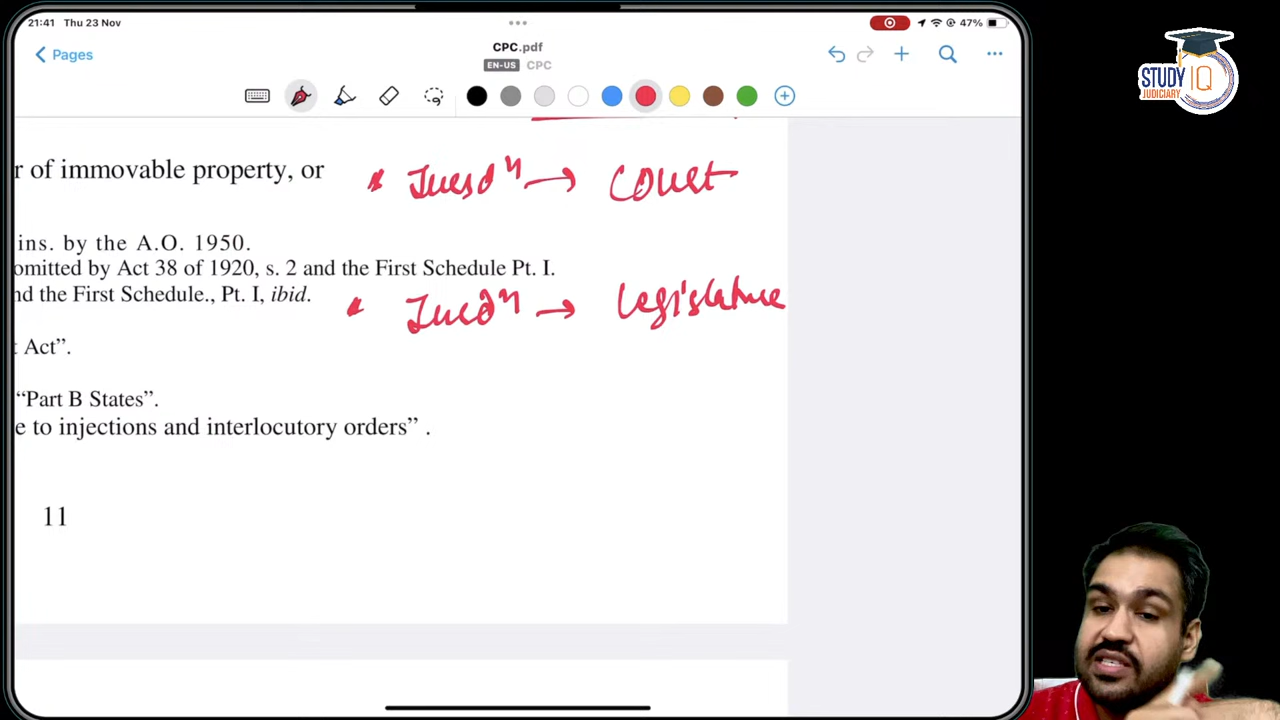 21:41 Thu 23 Nov
47%
Pages
CPC.pdf
EN-US CPC
STUDY IQ
JUDICIARY
r of immovable property, or
* Jursdⁿ → Court
ins. by the A.O. 1950.
omitted by Act 38 of 1920, s. 2 and the First Schedule Pt. I.
nd the First Schedule., Pt. I, ibid.
* Jurdⁿ → Legislature
t Act”.
“Part B States”.
e to injections and interlocutory orders” .
11